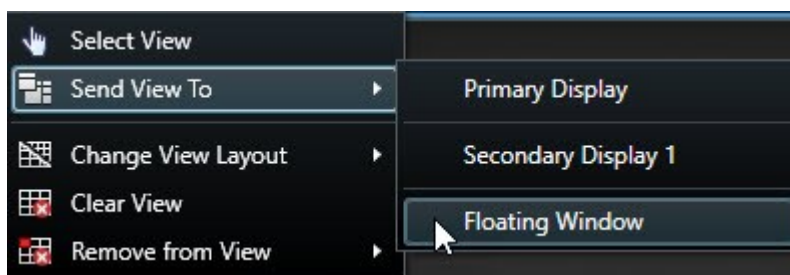 Select View
Send View To
Primary Display
Change View Layout
Secondary Display 1
Clear View
Floating Window
Remove from View